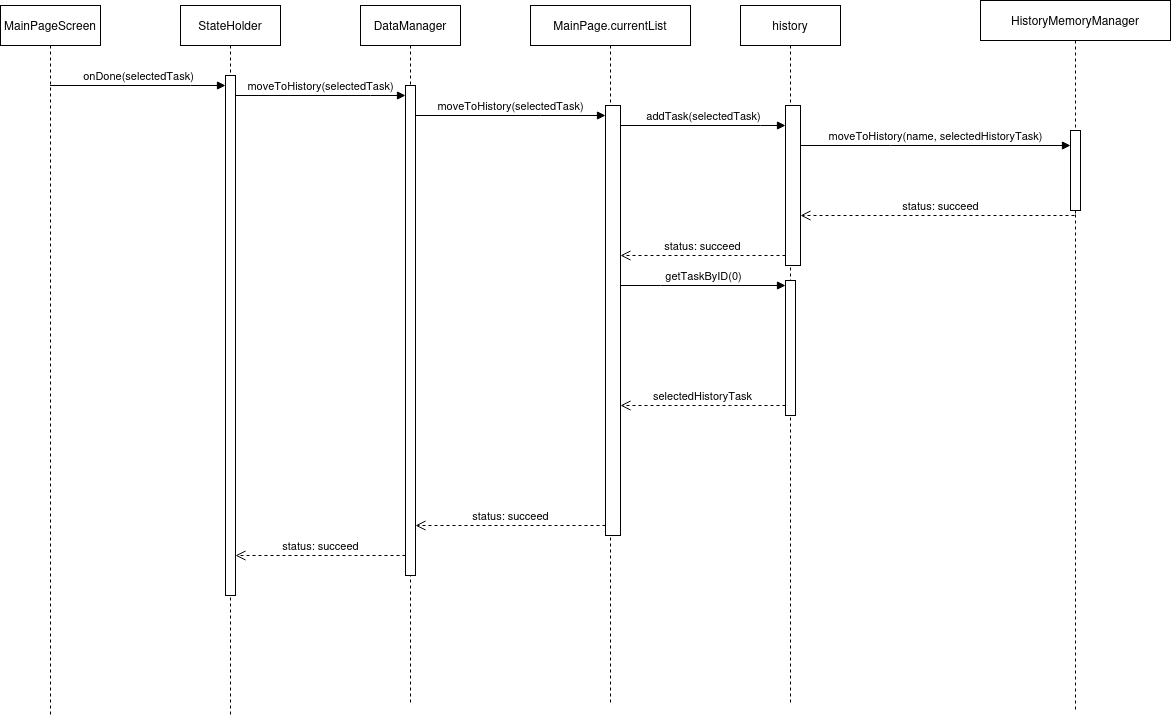 MainPageScreen
StateHolder
DataManager
MainPage.currentList
history
HistoryMemoryManager
onDone(selectedTask)
moveToHistory(selectedTask)
moveToHistory(selectedTask)
addTask(selectedTask)
moveToHistory(name, selectedHistoryTask)
status: succeed
status: succeed
getTaskByID(0)
selectedHistoryTask
status: succeed
status: succeed